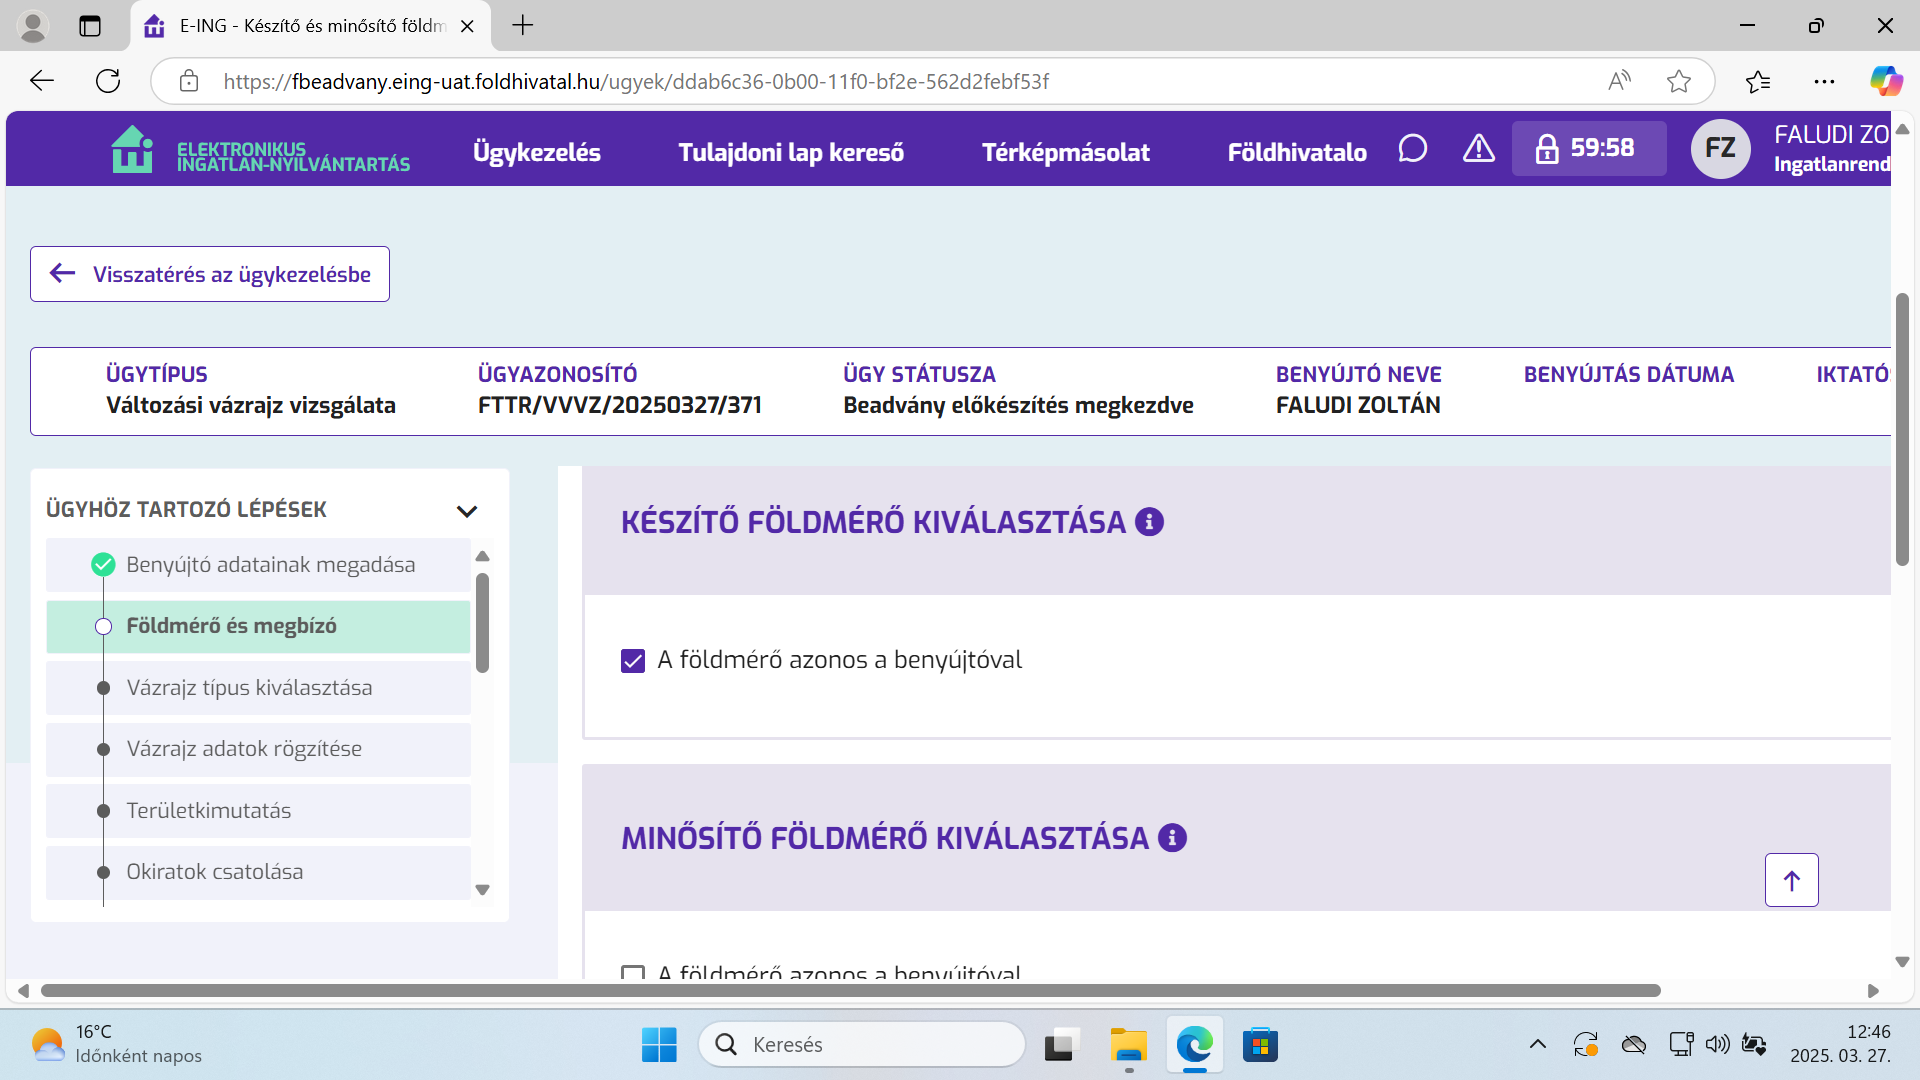 E-ING - Készítő és minősítő földm
https://fbeadvany.eing-uat.foldhivatal.hu/ugyek/ddab6c36-0b00-11f0-bf2e-562d2febf53f
ELEKTRONIKUS
INGATLAN-NYILVÁNTARTÁS
Ügykezelés
Tulajdoni lap kereső
Térképmásolat
Földhivatalo
59:58
FZ
FALUDI ZO
Ingatlanrend
Visszatérés az ügykezelésbe
ÜGYTÍPUS
Változási vázrajz vizsgálata
ÜGYAZONOSÍTÓ
FTTR/VVVZ/20250327/371
ÜGY STÁTUSZA
Beadvány előkészítés megkezdve
BENYÚJTÓ NEVE
FALUDI ZOLTÁN
BENYÚJTÁS DÁTUMA
IKTATÓ
ÜGYHÖZ TARTOZÓ LÉPÉSEK
Benyújtó adatainak megadása
Földmérő és megbízó
Vázrajz típus kiválasztása
Vázrajz adatok rögzítése
Területkimutatás
Okiratok csatolása
KÉSZÍTŐ FÖLDMÉRŐ KIVÁLASZTÁSA
A földmérő azonos a benyújtóval
MINŐSÍTŐ FÖLDMÉRŐ KIVÁLASZTÁSA
A földmérő azonos a benyújtóval
16°C
Időnként napos
Keresés
12:46
2025. 03. 27.